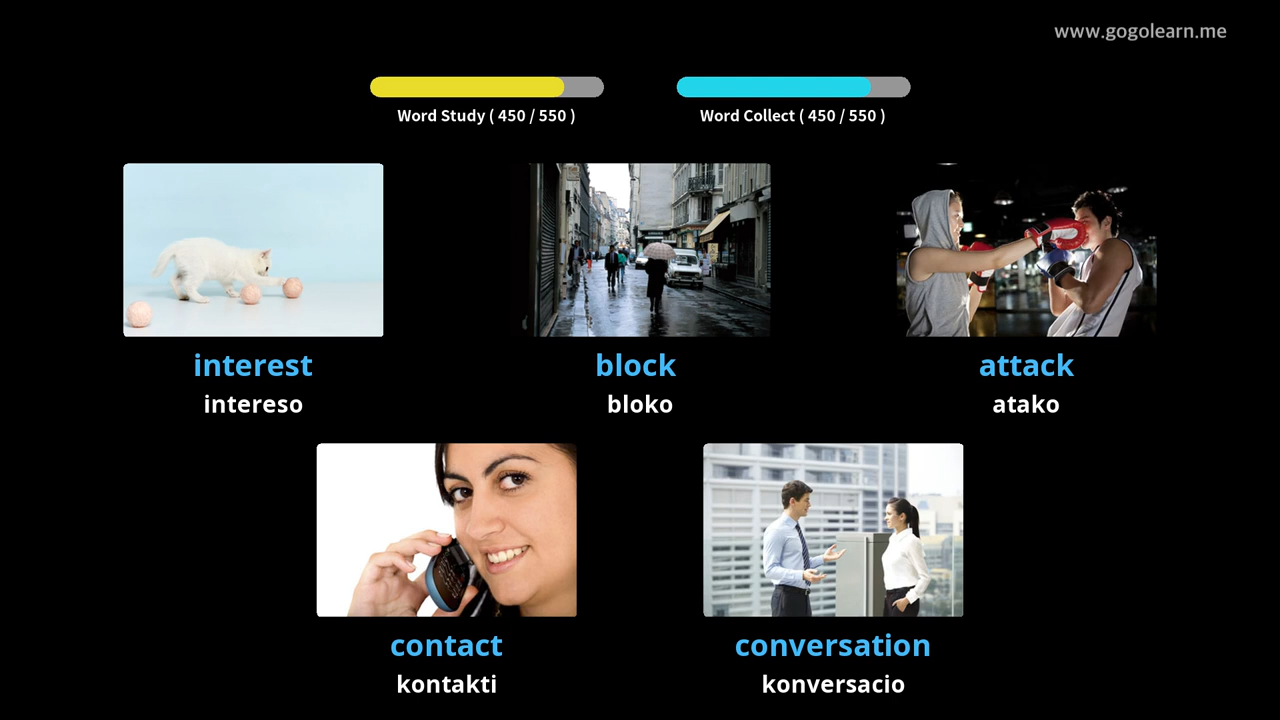 www.gogolearn.me
Word Study ( 450 / 550 )
Word Collect ( 450 / 550 )
interest
block
attack
intereso
bloko
atako
contact
conversation
kontakti
konversacio